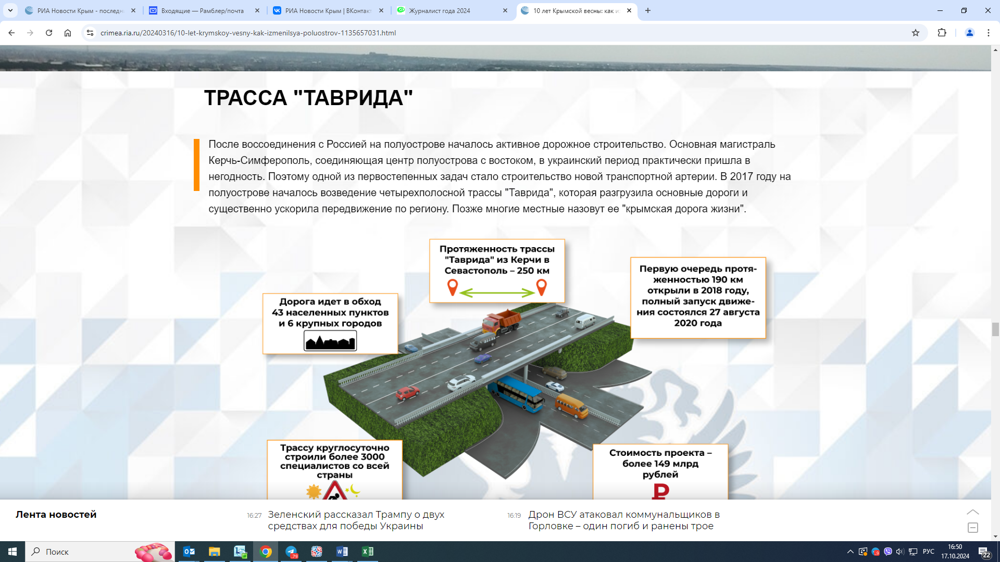 РИА Новости Крым - последн
Входящие — Рамблер/почта
РИА Новости Крым | ВКонтакт
Журналист года 2024
10 лет Крымской весны: как из
crimea.ria.ru/20240316/10-let-krymskoy-vesny-kak-izmenilsya-poluostrov-1135657031.html
ТРАССА "ТАВРИДА"
После воссоединения с Россией на полуострове началось активное дорожное строительство. Основная магистраль
Керчь-Симферополь, соединяющая центр полуострова с востоком, в украинский период практически пришла в
негодность. Поэтому одной из первостепенных задач стало строительство новой транспортной артерии. В 2017 году на
полуострове началось возведение четырехполосной трассы "Таврида", которая разгрузила основные дороги и
существенно ускорила передвижение по региону. Позже многие местные назовут ее "крымская дорога жизни".
Протяженность трассы
"Таврида" из Керчи в
Севастополь – 250 км
Первую очередь протя-
женностью 190 км
открыли в 2018 году,
полный запуск движе-
ния состоялся 27 августа
2020 года
Дорога идет в обход
43 населенных пунктов
и 6 крупных городов
Трассу круглосуточно
строили более 3000
специалистов со всей
страны
Стоимость проекта –
более 149 млрд
рублей
Лента новостей
16:27 Зеленский рассказал Трампу о двух
средствах для победы Украины
16:19 Дрон ВСУ атаковал коммунальщиков в
Горловке – один погиб и ранены трое
Поиск
79
РУС
16:50
17.10.2024
22